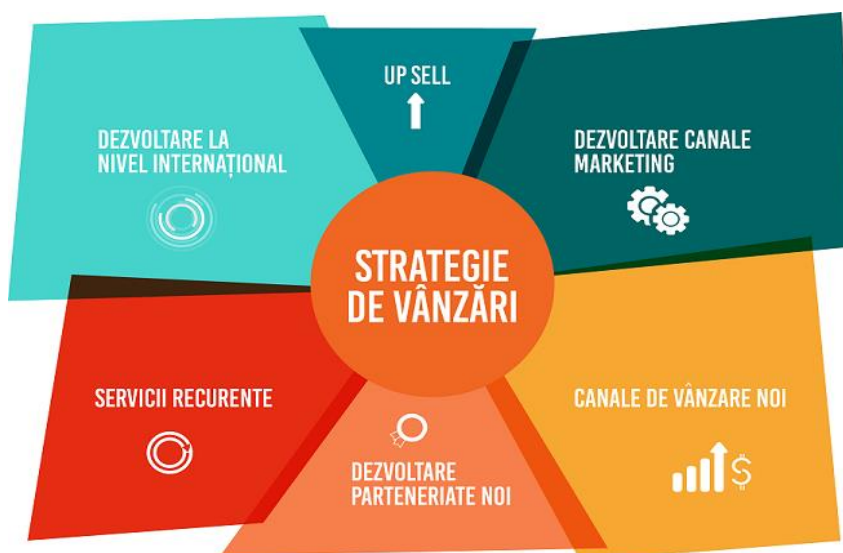 UP SELL
DEZVOLTARE LA
NIVEL INTERNAȚIONAL
DEZVOLTARE CANALE
MARKETING
STRATEGIE
DE VÂNZĂRI
SERVICII RECURENTE
CANALE DE VÂNZARE NOI
DEZVOLTARE
PARTENERIATE NOI
$